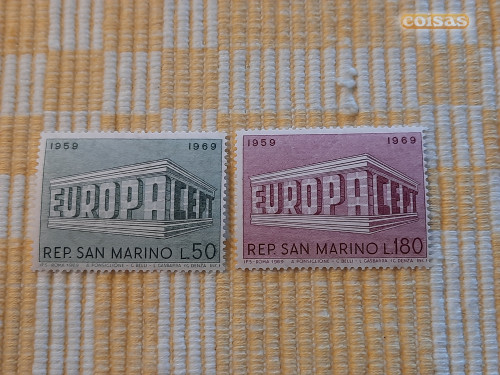 coisas
1959 1969
EUROPA CEPT
REP. SAN MARINO L.50
1959 1969
EUROPA CEPT
REP. SAN MARINO L.180